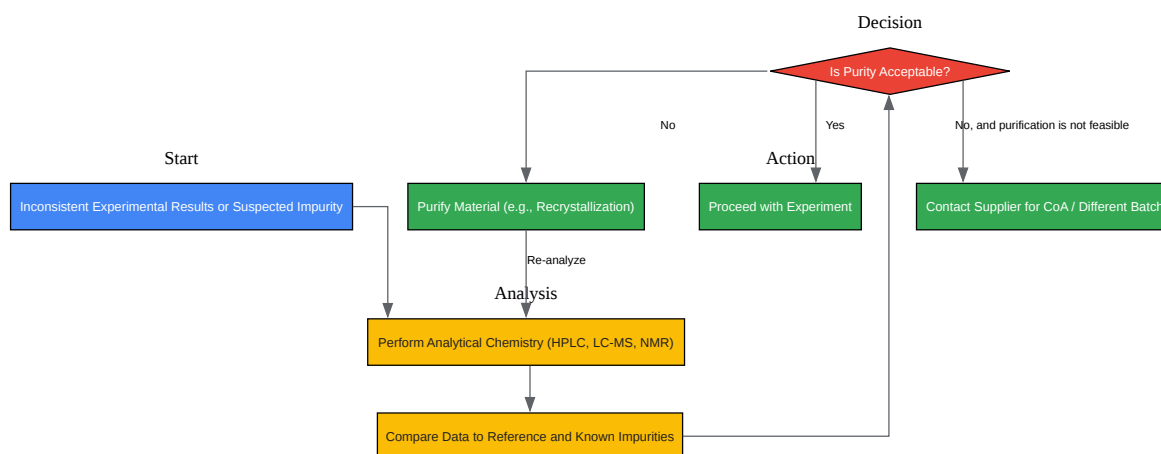 Decision
Is Purity Acceptable?
No
Yes
No, and purification is not feasible
Start
Action
Inconsistent Experimental Results or Suspected Impurity
Purify Material (e.g., Recrystallization)
Proceed with Experiment
Contact Supplier for CoA / Different Batch
Re-analyze
Analysis
Perform Analytical Chemistry (HPLC, LC-MS, NMR)
Compare Data to Reference and Known Impurities